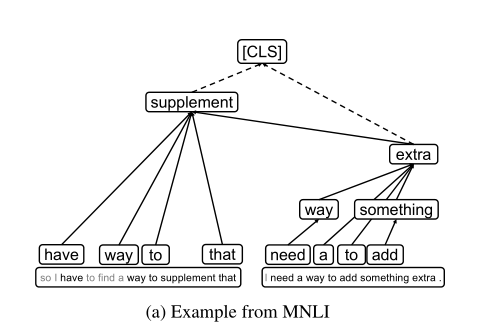 [CLS]
supplement
extra
way something
have way to that need a to add
so I have to find a way to supplement that I need a way to add something extra .
(a) Example from MNLI